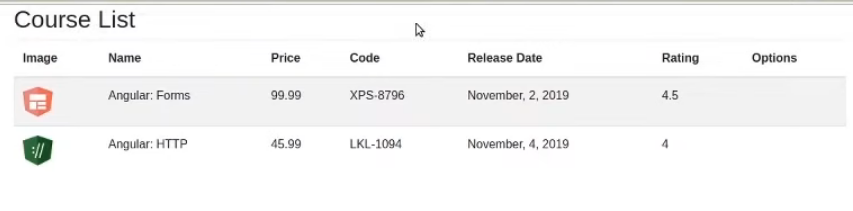 Course List
Image Name Price Code Release Date Rating Options
Angular: Forms 99.99 XPS-8796 November, 2, 2019 4.5
:// Angular: HTTP 45.99 LKL-1094 November, 4, 2019 4